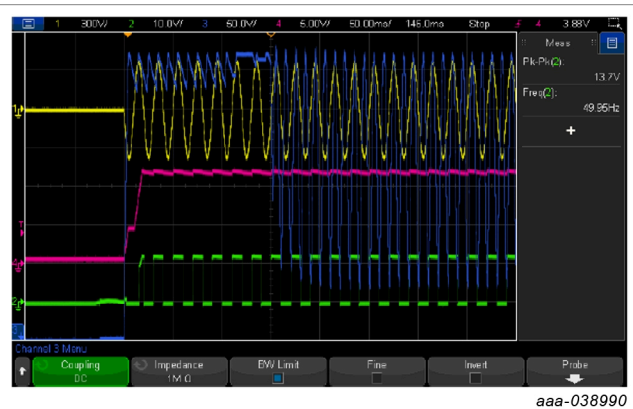 1 300V/ 2 10.0V/ 3 50.0V/ 4 5.00V/ 50.00ms/ 145.0ms Stop 4 3.88V
Meas
Pk-Pk(2):
13.7V
Freq(2):
49.95Hz
+
Channel 3 Menu
Coupling Impedance BW Limit Fine Invert Probe
DC 1M Ω
aaa-038990